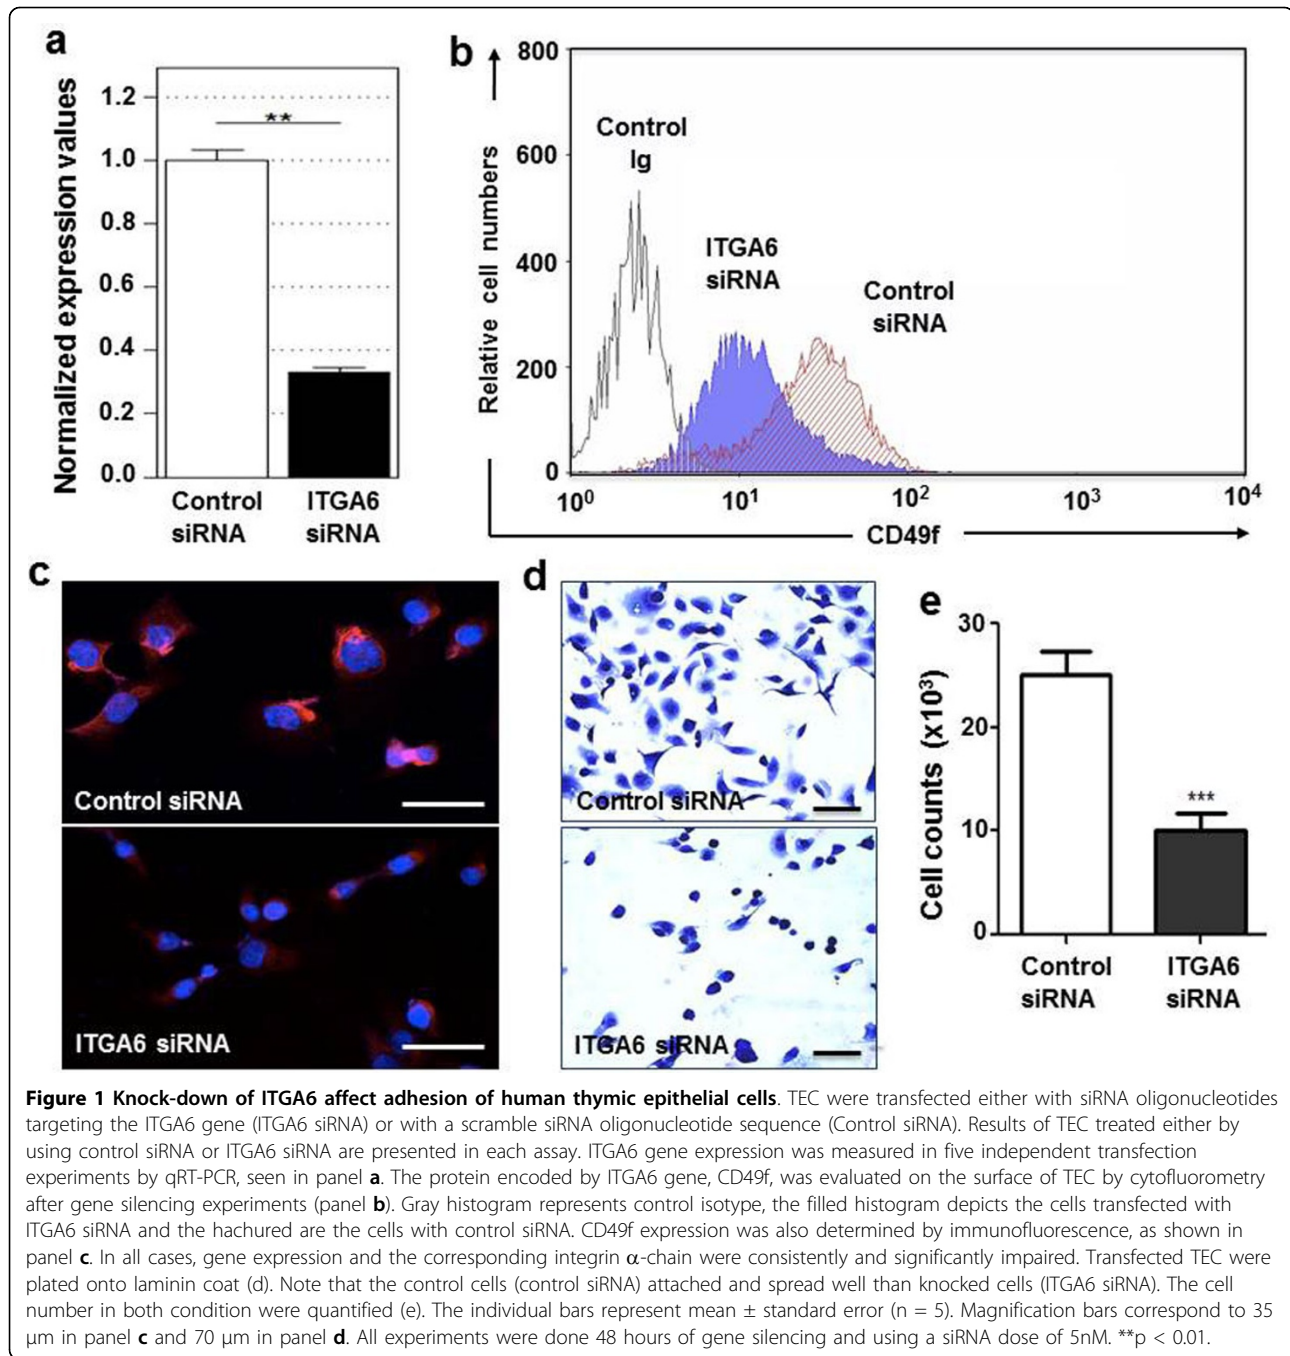 a
Normalized expression values
1.2
1.0
0.8
0.6
0.4
0.2
0.0
**
Control
siRNA
ITGA6
siRNA
b
Relative cell numbers
800
600
400
200
0
Control
Ig
ITGA6
siRNA
Control
siRNA
10⁰
10¹
10²
10³
10⁴
CD49f
c
Control siRNA
ITGA6 siRNA
d
Control siRNA
ITGA6 siRNA
e
Cell counts (x10³)
30
20
10
0
***
Control
siRNA
ITGA6
siRNA
Figure 1 Knock-down of ITGA6 affect adhesion of human thymic epithelial cells. TEC were transfected either with siRNA oligonucleotides
targeting the ITGA6 gene (ITGA6 siRNA) or with a scramble siRNA oligonucleotide sequence (Control siRNA). Results of TEC treated either by
using control siRNA or ITGA6 siRNA are presented in each assay. ITGA6 gene expression was measured in five independent transfection
experiments by qRT-PCR, seen in panel a. The protein encoded by ITGA6 gene, CD49f, was evaluated on the surface of TEC by cytofluorometry
after gene silencing experiments (panel b). Gray histogram represents control isotype, the filled histogram depicts the cells transfected with
ITGA6 siRNA and the hachured are the cells with control siRNA. CD49f expression was also determined by immunofluorescence, as shown in
panel c. In all cases, gene expression and the corresponding integrin α-chain were consistently and significantly impaired. Transfected TEC were
plated onto laminin coat (d). Note that the control cells (control siRNA) attached and spread well than knocked cells (ITGA6 siRNA). The cell
number in both condition were quantified (e). The individual bars represent mean ± standard error (n = 5). Magnification bars correspond to 35
μm in panel c and 70 μm in panel d. All experiments were done 48 hours of gene silencing and using a siRNA dose of 5nM. **p < 0.01.